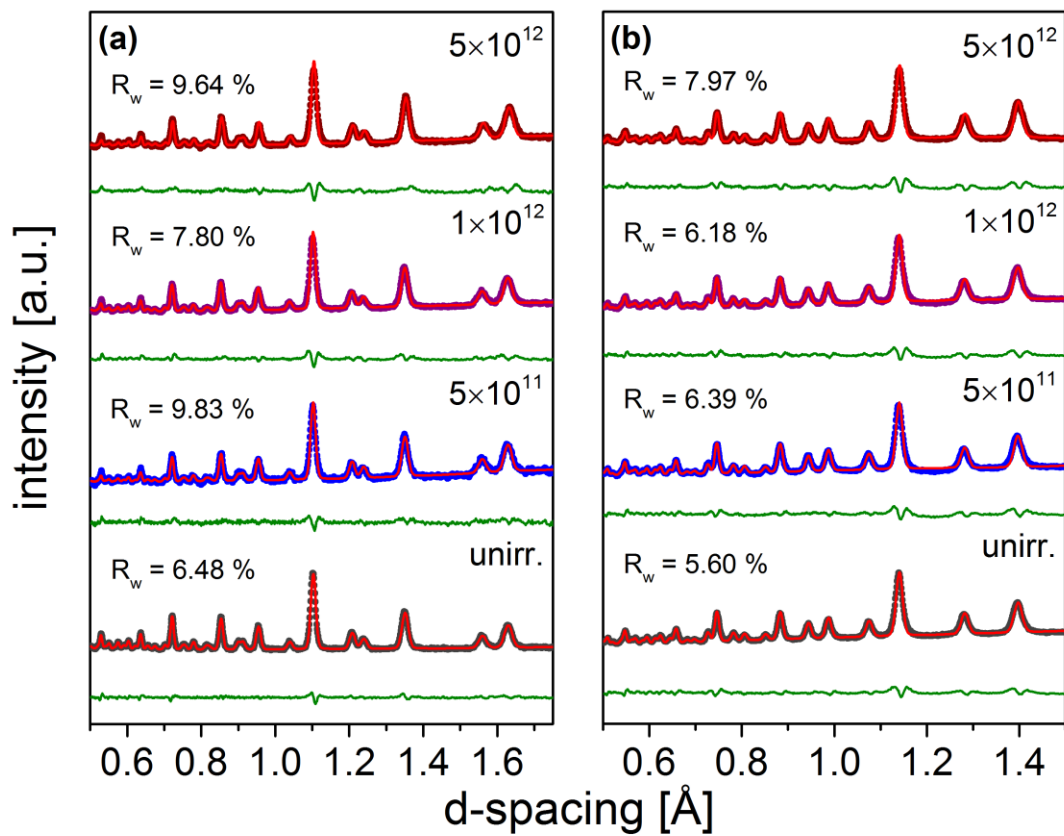 (a)
5×10¹²
R_w = 9.64 %
1×10¹²
R_w = 7.80 %
5×10¹¹
R_w = 9.83 %
unirr.
R_w = 6.48 %
0.6 0.8 1.0 1.2 1.4 1.6
(b)
5×10¹²
R_w = 7.97 %
1×10¹²
R_w = 6.18 %
5×10¹¹
R_w = 6.39 %
unirr.
R_w = 5.60 %
0.6 0.8 1.0 1.2 1.4
intensity [a.u.]
d-spacing [Å]